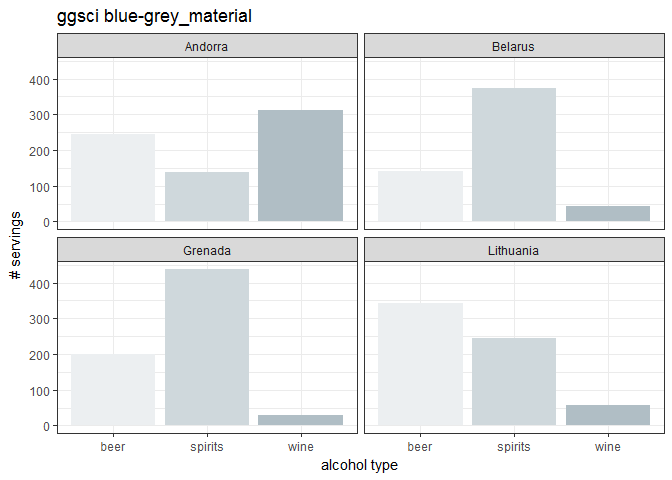 ggsci blue-grey_material
Andorra
Belarus
400
300
200
100
0
Grenada
Lithuania
400
300
200
100
0
# servings
beer
spirits
wine
beer
spirits
wine
alcohol type